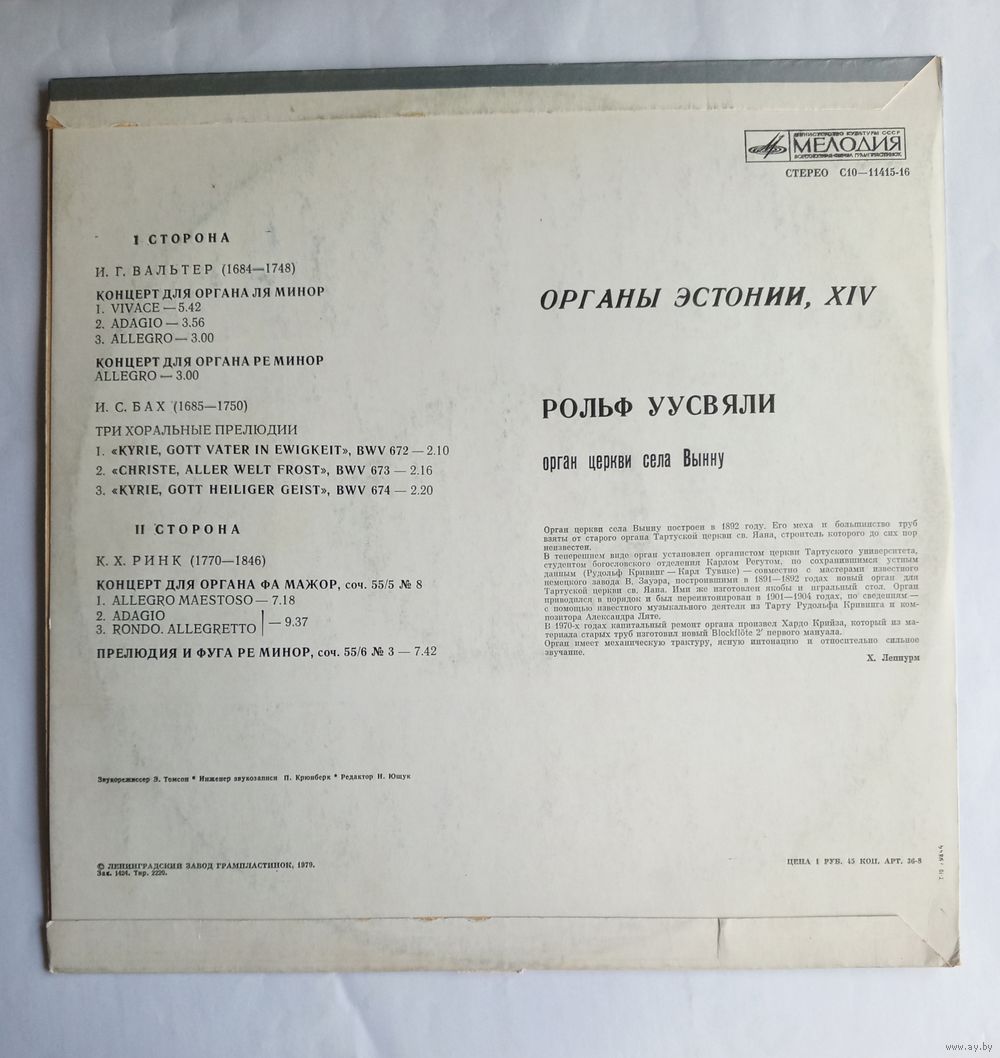 МИНИСТЕРСТВО КУЛЬТУРЫ СССР
МЕЛОДИЯ
ВСЕСОЮЗНАЯ ФИРМА ГРАМПЛАСТИНОК
СТЕРЕО С10—11415-16
I СТОРОНА
И. Г. ВАЛЬТЕР (1684—1748)
КОНЦЕРТ ДЛЯ ОРГАНА ЛЯ МИНОР
1. VIVACE — 5.42
2. ADAGIO — 3.56
3. ALLEGRO — 3.00
КОНЦЕРТ ДЛЯ ОРГАНА РЕ МИНОР
ALLEGRO — 3.00
И. С. БАХ (1685—1750)
ТРИ ХОРАЛЬНЫЕ ПРЕЛЮДИИ
1. «KYRIE, GOTT VATER IN EWIGKEIT», BWV 672 — 2.10
2. «CHRISTE, ALLER WELT FROST», BWV 673 — 2.16
3. «KYRIE, GOTT HEILIGER GEIST», BWV 674 — 2.20
II СТОРОНА
К. Х. РИНК (1770—1846)
КОНЦЕРТ ДЛЯ ОРГАНА ФА МАЖОР, соч. 55/5 № 8
1. ALLEGRO MAESTOSO — 7.18
2. ADAGIO
3. RONDO. ALLEGRETTO — 9.37
ПРЕЛЮДИЯ И ФУГА РЕ МИНОР, соч. 55/6 № 3 — 7.42
ОРГАНЫ ЭСТОНИИ, XIV
РОЛЬФ УУСВЯЛИ
орган церкви села Вынну
Орган церкви села Вынну построен в 1892 году. Его меха и большинство труб
взяты от старого органа Тартуской церкви св. Яана, строитель которого до сих пор
неизвестен.
В теперешнем виде орган установлен органистом церкви Тартуского университета,
студентом богословского отделения Карлом Регутом, по сохранившимся устным
данным (Рудольф Кривинг — Карл Тувике) — совместно с мастерами известного
немецкого завода В. Зауэра, построившими в 1891—1892 годах новый орган для
Тартуской церкви св. Яана. Ими же изготовлен якобы и игральный стол. Орган
приводился в порядок и был переинтонирован в 1901—1904 годах, по сведениям —
с помощью известного музыкального деятеля из Тарту Рудольфа Кривинга и ком-
позитора Александра Ляте.
В 1970-х годах капитальный ремонт органа произвел Хардо Крийза, который из ма-
териала старых труб изготовил новый Blockflöte 2' первого мануала.
Орган имеет механическую трактуру, ясную интонацию и относительно сильное
звучание.
Х. Леппурм
Звукорежиссер Э. Томсон * Инженер звукозаписи П. Крюнберк * Редактор И. Ющук
© ЛЕНИНГРАДСКИЙ ЗАВОД ГРАМПЛАСТИНОК, 1979.
Зак. 1424. Тир. 2220.
ЦЕНА 1 РУБ. 45 КОП. АРТ. 36-8
www.ay.by